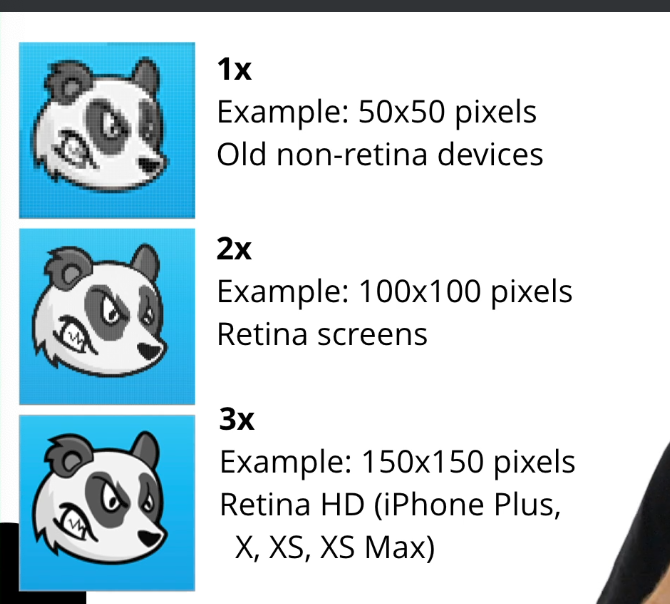 1x
Example: 50x50 pixels
Old non-retina devices
2x
Example: 100x100 pixels
Retina screens
3x
Example: 150x150 pixels
Retina HD (iPhone Plus,
X, XS, XS Max)